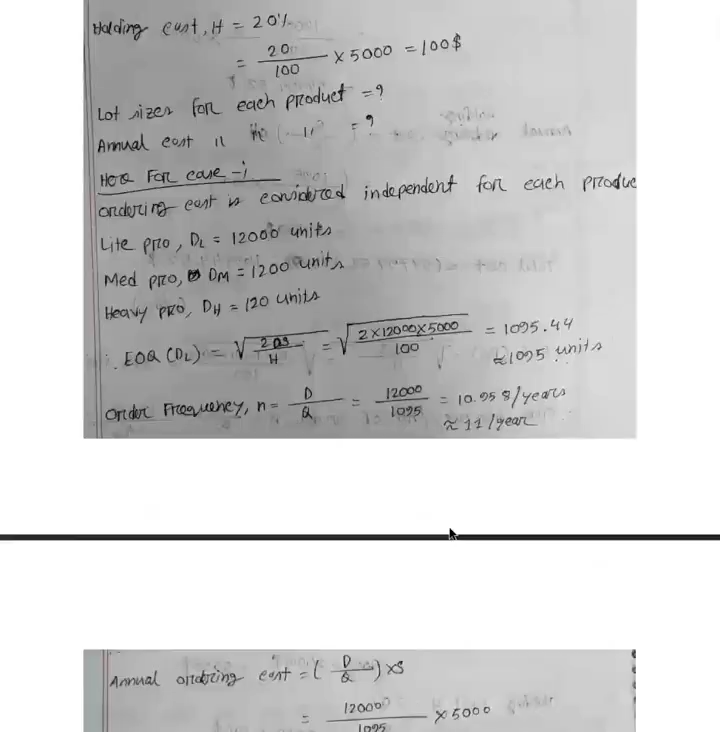 Holding cost, H = 20%
= 20/100 × 5000 = 100$
Lot sizes for each product = ?
Annual cost 11 = ?
Now For case - i
ordering cost is considered independent for each produc
Lite pro, DL = 12000 units
Med pro, DM = 1200 units
Heavy pro, DH = 120 units
∴ EOQ (DL) = √(2DS/H) = √(2×12000×5000/100) = 1095.44
≈1095 units
Order Frequency, n = D/Q = 12000/1095 = 10.958/years
≈ 11/year
Annual ordering cost = (D/Q) × S
= 12000/1095 × 5000